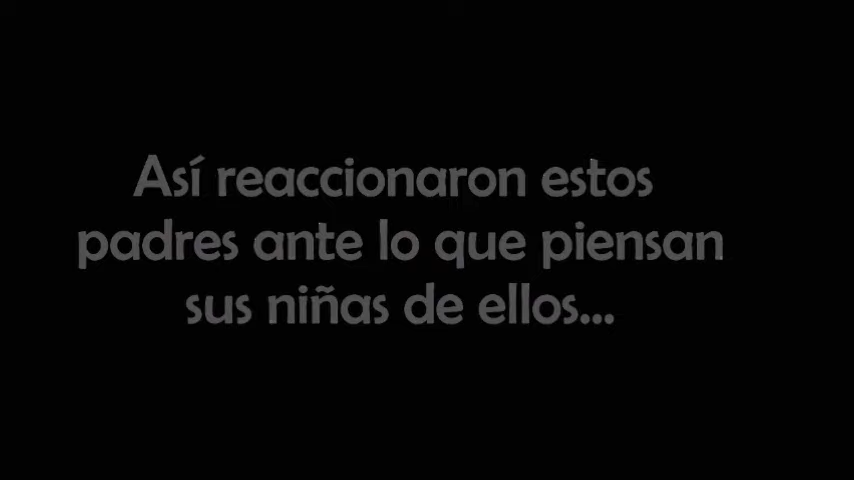 Así reaccionaron estos
padres ante lo que piensan
sus niñas de ellos...